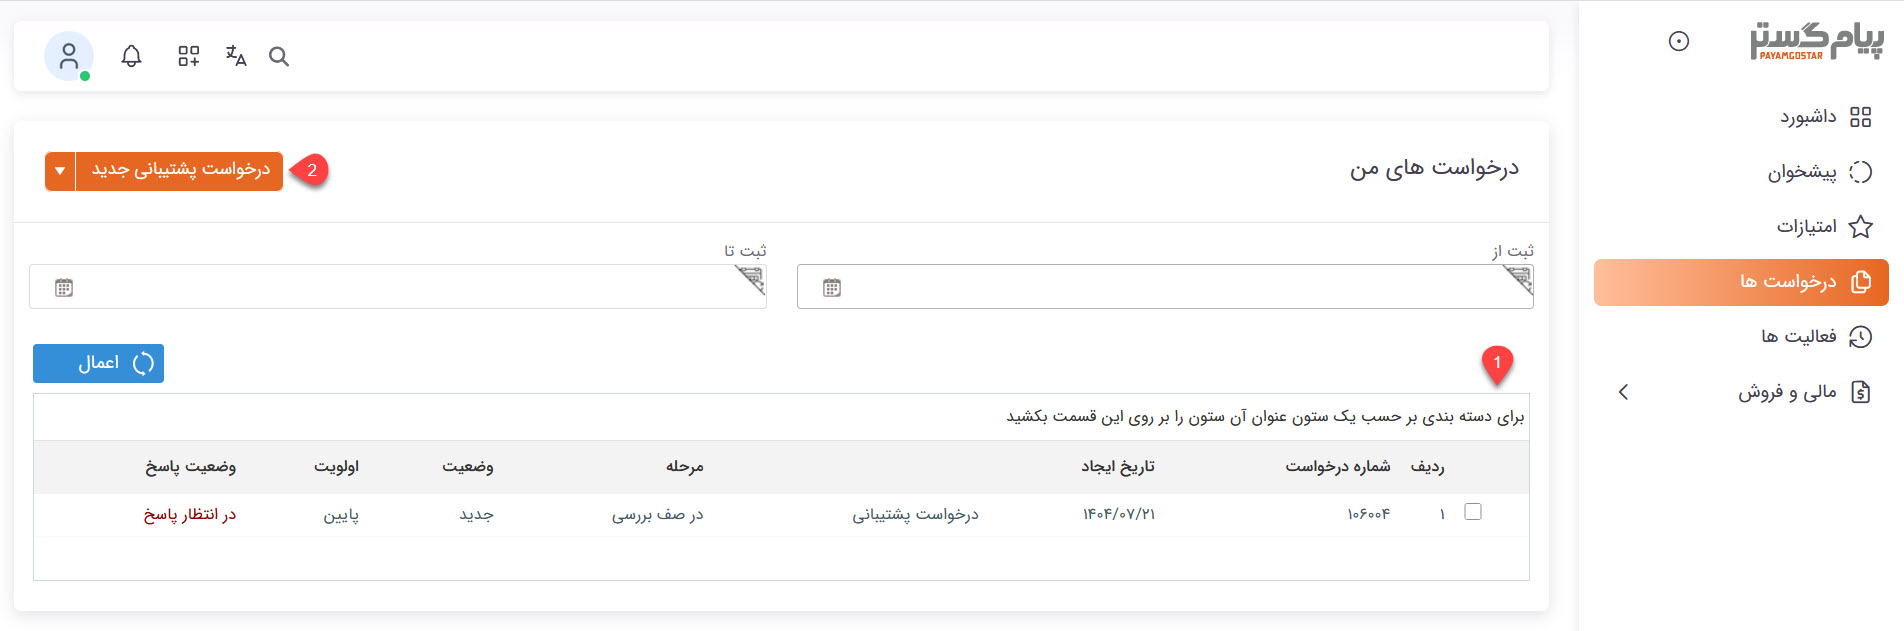 پیام گستر
PAYAMGOSTAR
داشبورد
پیشخوان
امتیازات
درخواست ها
فعالیت ها
مالی و فروش
درخواست های من
2
درخواست پشتیبانی جدید
ثبت از
ثبت تا
اعمال
1
برای دسته بندی بر حسب یک ستون عنوان آن ستون را بر روی این قسمت بکشید
ردیف شماره درخواست تاریخ ایجاد مرحله وضعیت اولویت وضعیت پاسخ
۱ ۱۰۶۰۰۴ ۱۴۰۴/۰۷/۲۱ درخواست پشتیبانی در صف بررسی جدید پایین در انتظار پاسخ